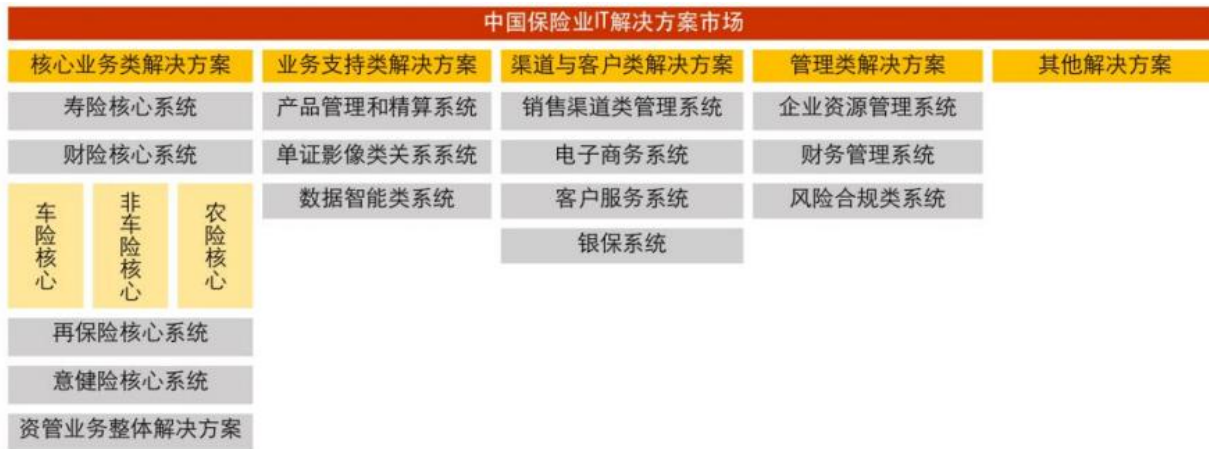 中国保险业IT解决方案市场
核心业务类解决方案
业务支持类解决方案
渠道与客户类解决方案
管理类解决方案
其他解决方案
寿险核心系统
产品管理和精算系统
销售渠道类管理系统
企业资源管理系统
财险核心系统
单证影像类关系系统
电子商务系统
财务管理系统
车险核心
非车险核心
农险核心
数据智能类系统
客户服务系统
风险合规类系统
银保系统
再保险核心系统
意健险核心系统
资管业务整体解决方案